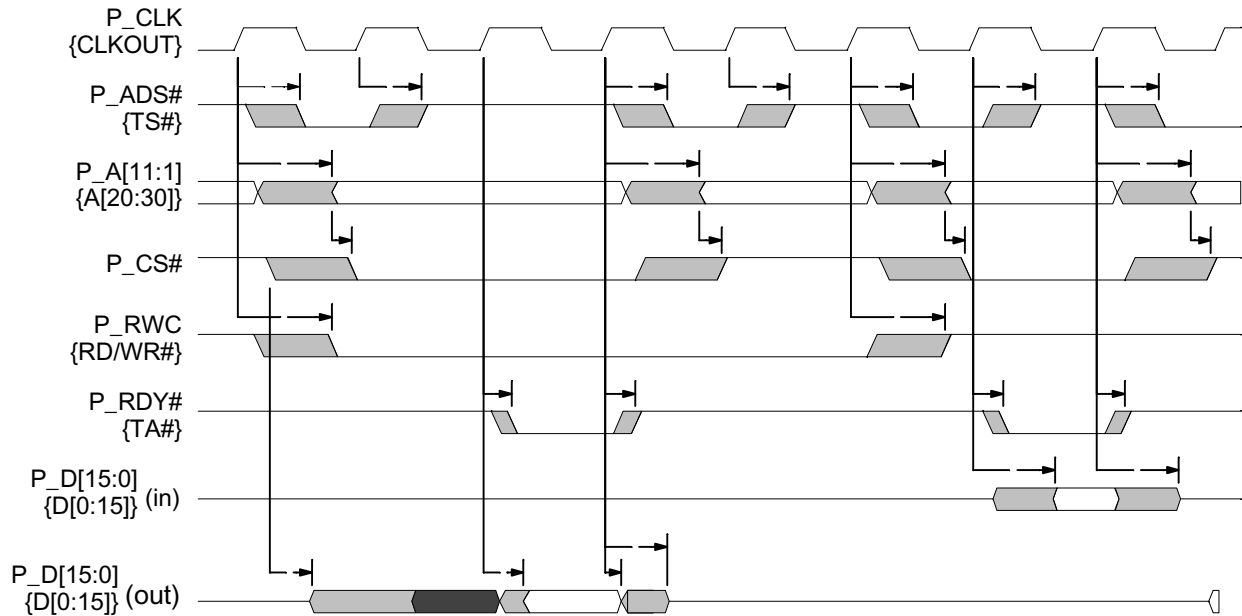 P_CLK
{CLKOUT}
P_ADS#
{TS#}
P_A[11:1]
{A[20:30]}
P_CS#
P_RWC
{RD/WR#}
P_RDY#
{TA#}
P_D[15:0]
{D[0:15]} (in)
P_D[15:0]
{D[0:15]} (out)